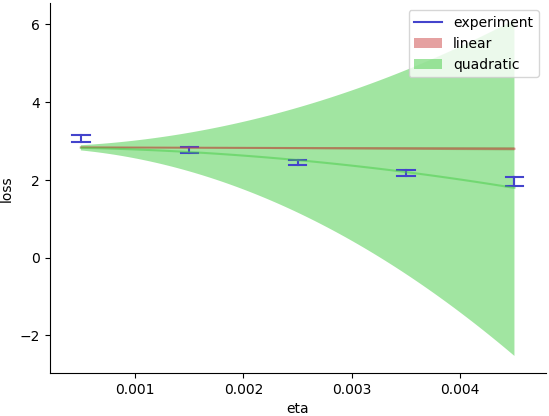 6
4
2
0
−2
loss
experiment
linear
quadratic
0.001
0.002
0.003
0.004
eta